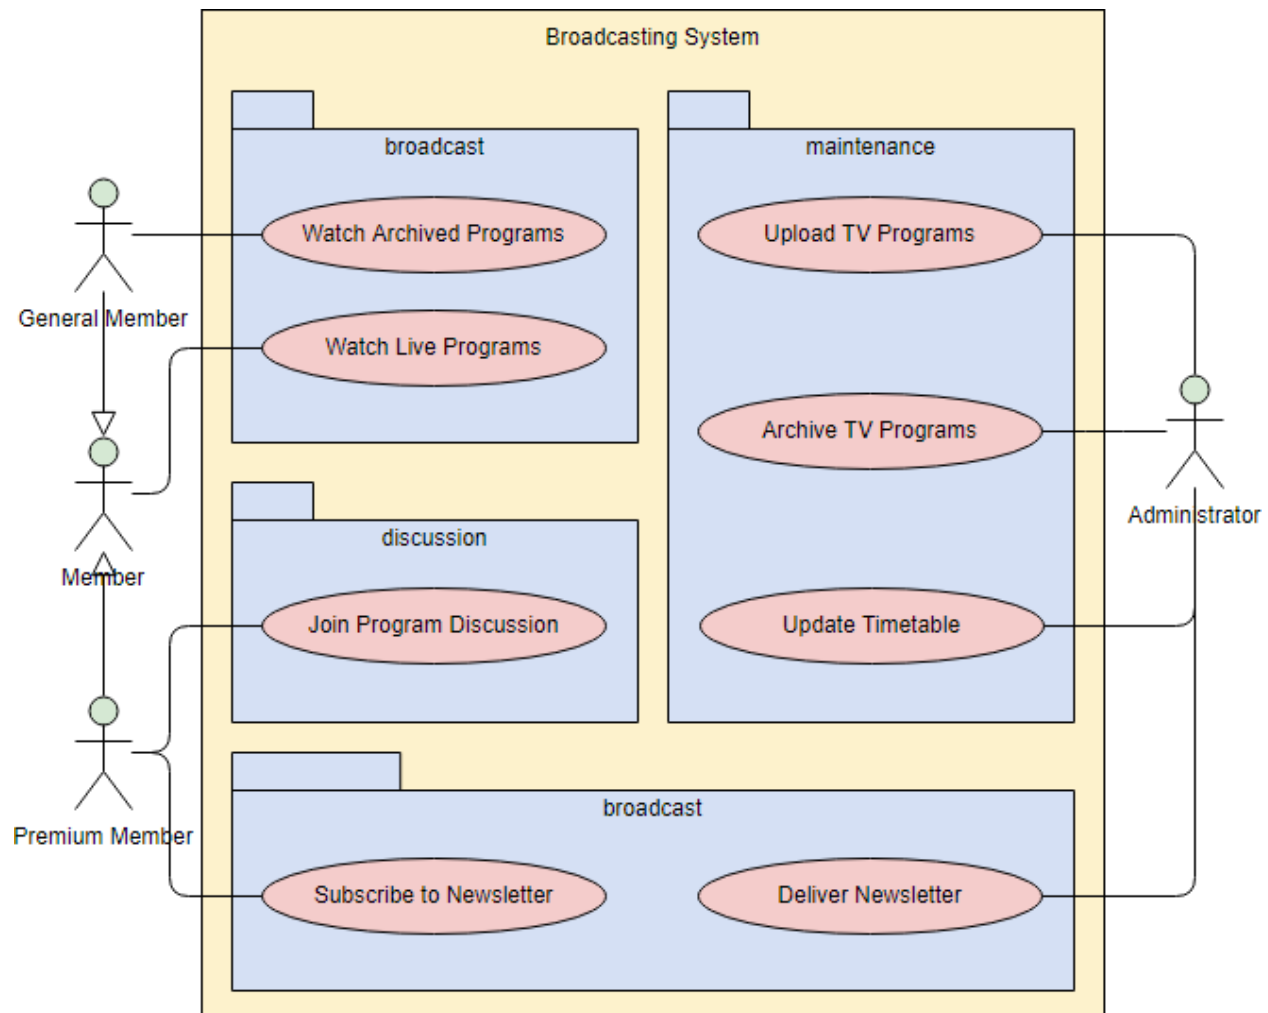 Broadcasting System
broadcast
maintenance
Watch Archived Programs
Upload TV Programs
General Member
Watch Live Programs
Archive TV Programs
Administrator
discussion
Member
Join Program Discussion
Update Timetable
broadcast
Premium Member
Subscribe to Newsletter
Deliver Newsletter